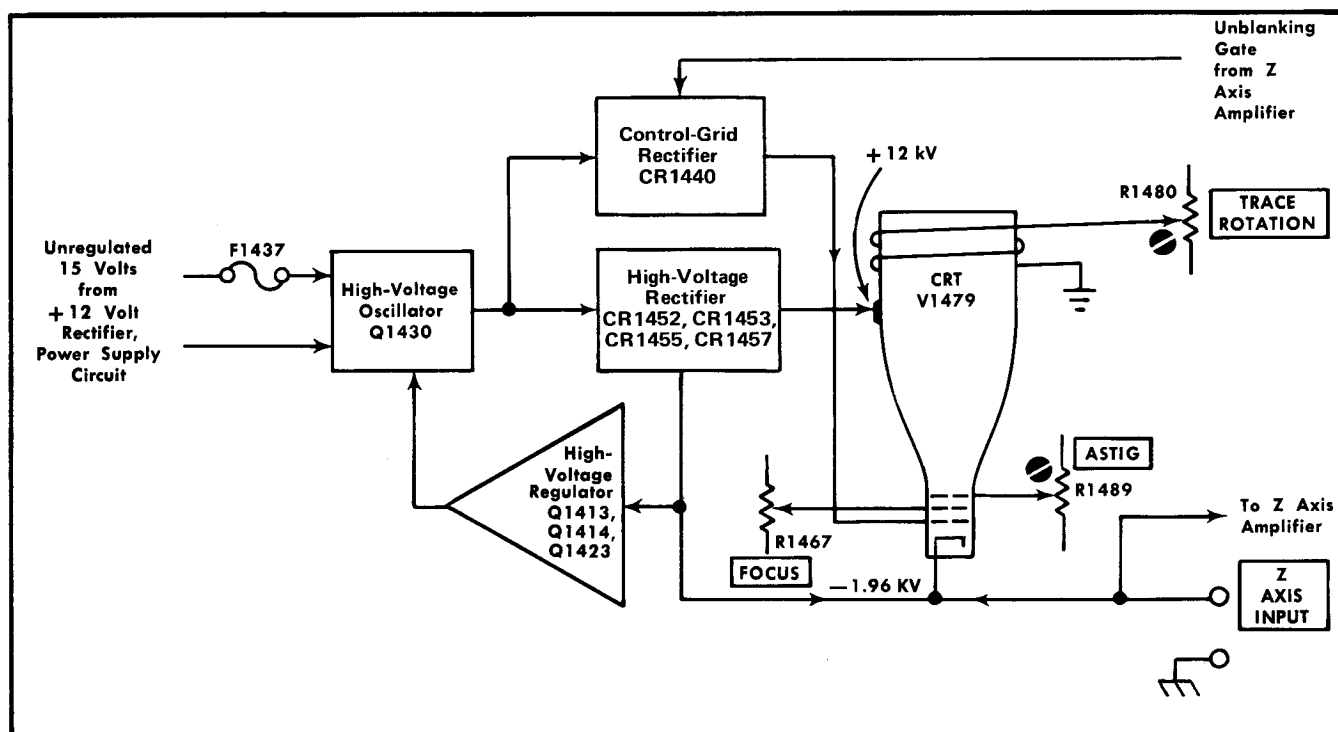 Unblanking
Gate
from Z
Axis
Amplifier
Control-Grid
Rectifier
CR1440
+ 12 kV
R1480
TRACE
ROTATION
Unregulated
15 Volts
from
+ 12 Volt
Rectifier,
Power Supply
Circuit
F1437
High-Voltage
Oscillator
Q1430
High-Voltage
Rectifier
CR1452, CR1453,
CR1455, CR1457
CRT
V1479
High-
Voltage
Regulator
Q1413,
Q1414,
Q1423
ASTIG
R1489
R1467
FOCUS
—1.96 KV
To Z Axis
Amplifier
Z
AXIS
INPUT